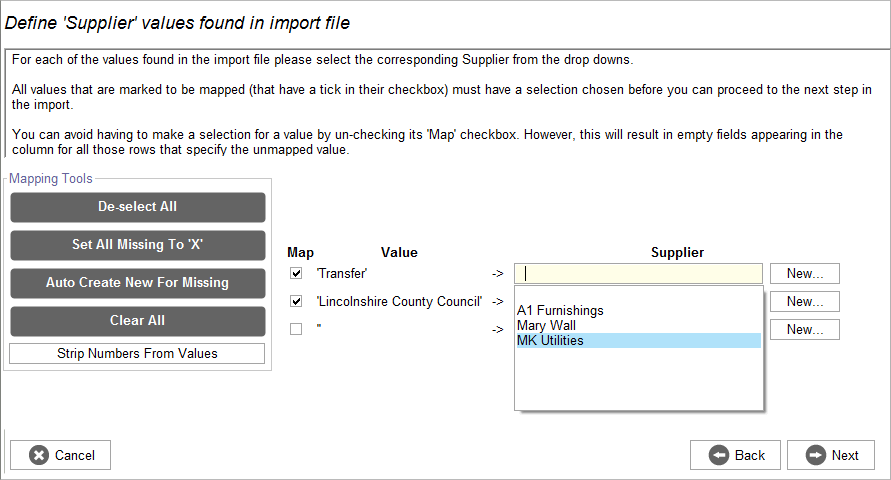 Define 'Supplier' values found in import file
For each of the values found in the import file please select the corresponding Supplier from the drop downs.
All values that are marked to be mapped (that have a tick in their checkbox) must have a selection chosen before you can proceed to the next step in
the import.
You can avoid having to make a selection for a value by un-checking its 'Map' checkbox. However, this will result in empty fields appearing in the
column for all those rows that specify the unmapped value.
Mapping Tools
De-select All
Set All Missing To 'X'
Auto Create New For Missing
Clear All
Strip Numbers From Values
Map Value Supplier
'Transfer' -> New...
'Lincolnshire County Council' -> New...
'' -> New...
A1 Furnishings
Mary Wall
MK Utilities
Cancel Back Next